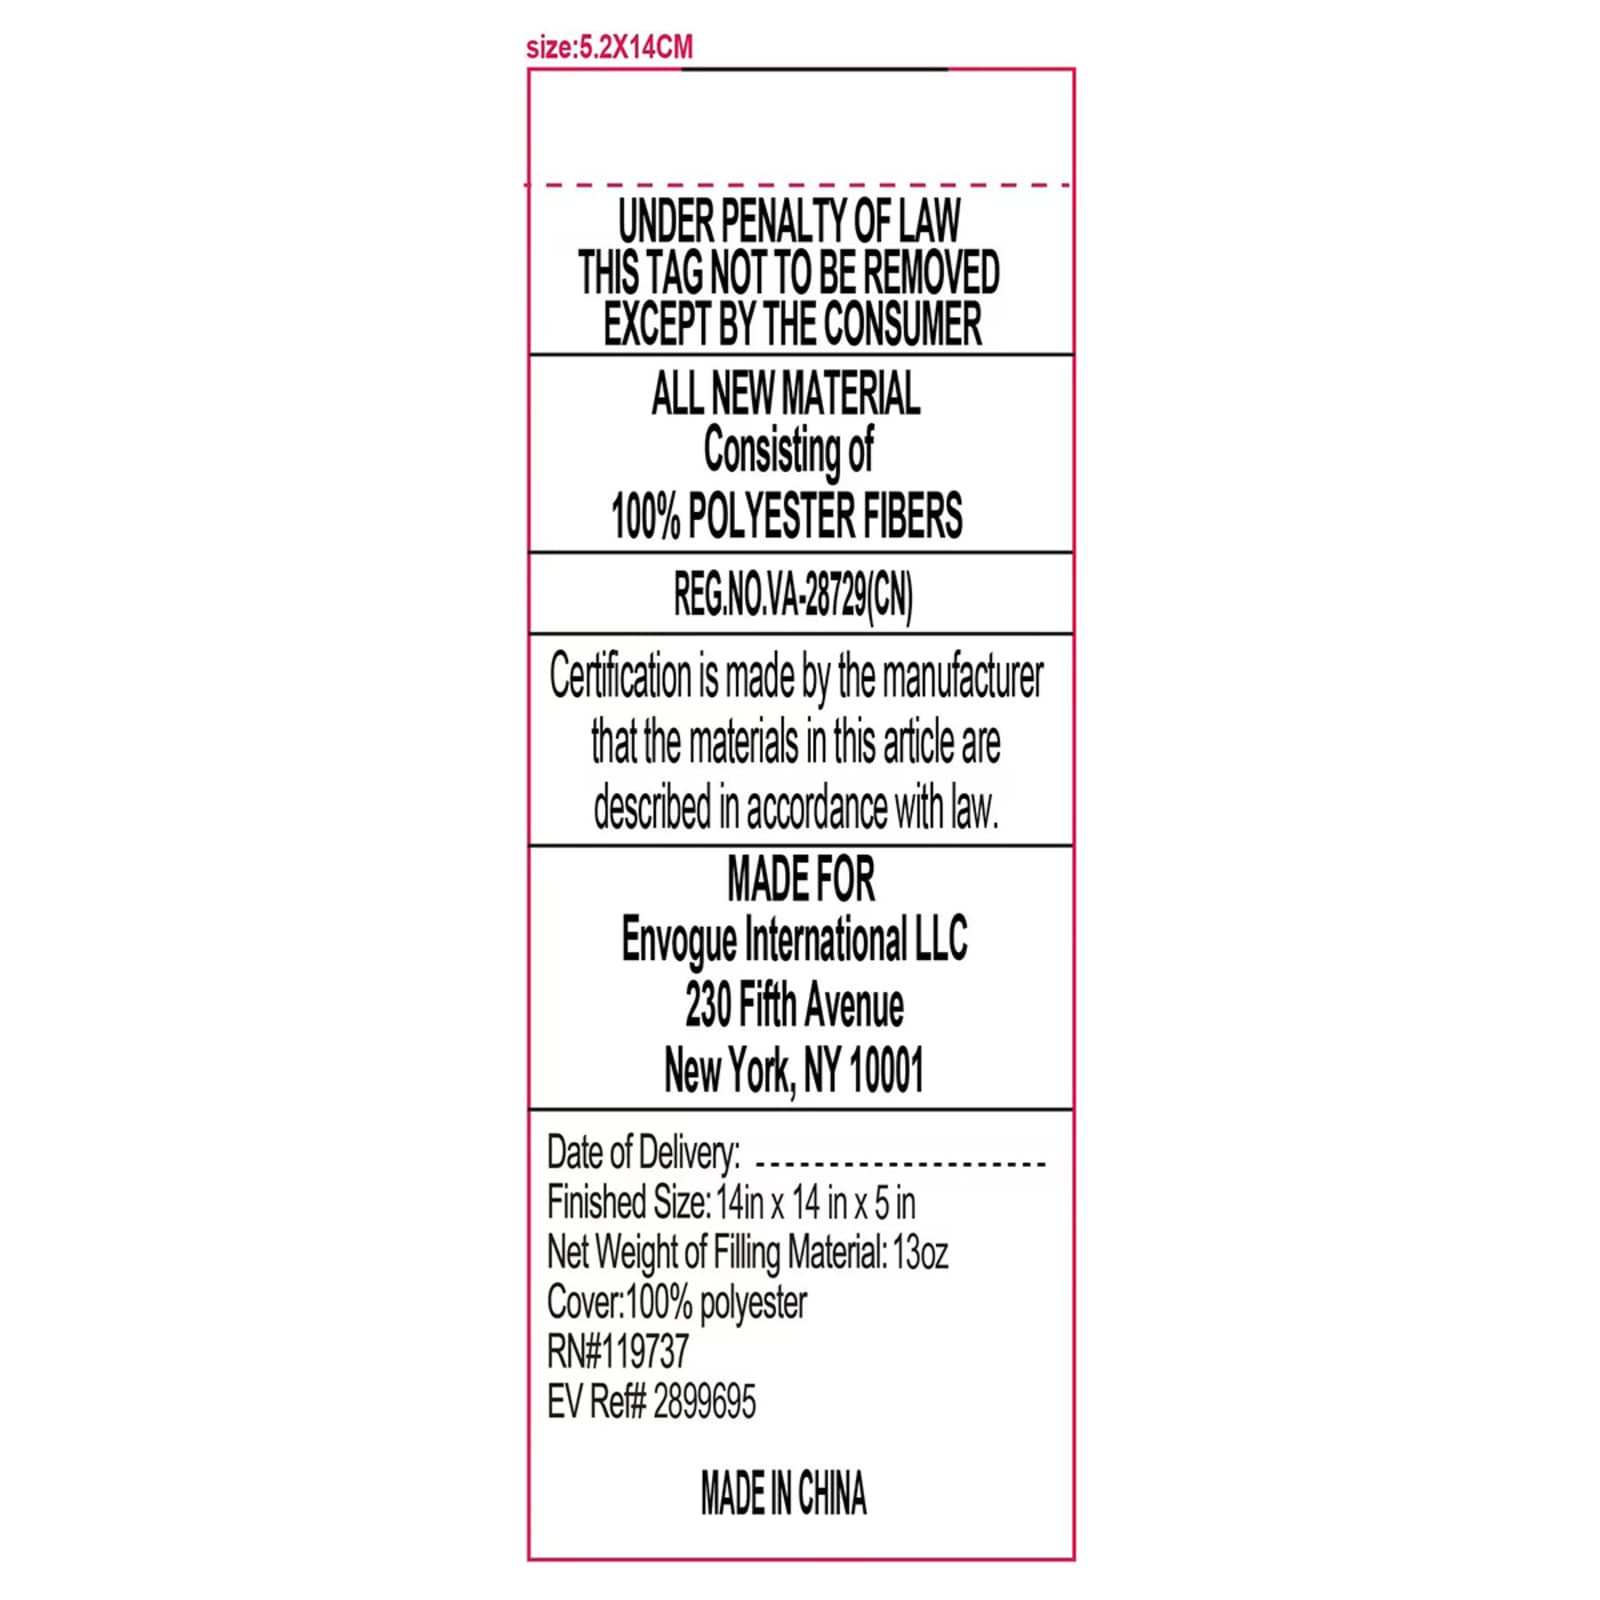 size:5.2X14CM
UNDER PENALTY OF LAW
THIS TAG NOT TO BE REMOVED
EXCEPT BY THE CONSUMER
ALL NEW MATERIAL
Consisting of
100% POLYESTER FIBERS
REG.NO.VA-28729(CN)
Certification is made by the manufacturer
that the materials in this article are
described in accordance with law.
MADE FOR
Envogue International LLC
230 Fifth Avenue
New York, NY 10001
Date of Delivery: --------------------
Finished Size: 14in x 14 in x 5 in
Net Weight of Filling Material: 13oz
Cover:100% polyester
RN#119737
EV Ref# 2899695
MADE IN CHINA